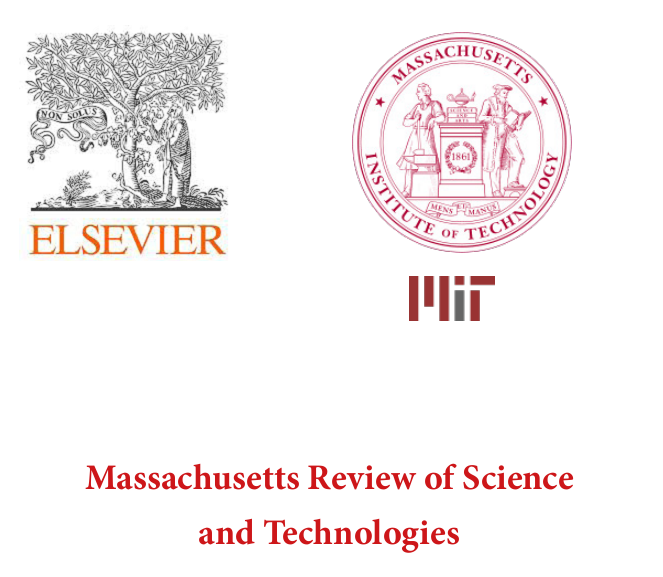 NON SOLUS
ELSEVIER
MASSACHUSETTS
INSTITUTE OF TECHNOLOGY
SCIENCE
AND
ARTS
1861
MENS ET MANUS
MIT
Massachusetts Review of Science
and Technologies